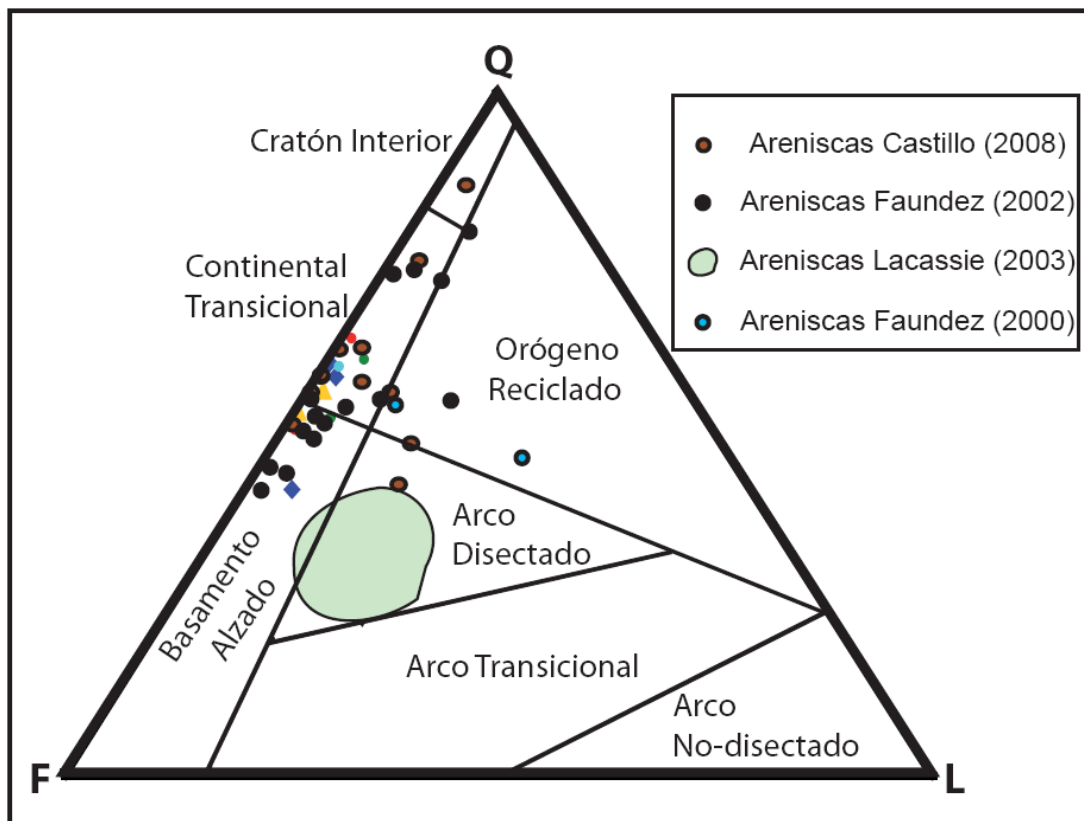 Q
Cratón Interior
Continental
Transicional
Orógeno
Reciclado
Arco
Disectado
Basamento
Alzado
Arco Transicional
Arco
No-disectado
F
L
Areniscas Castillo (2008)
Areniscas Faundez (2002)
Areniscas Lacassie (2003)
Areniscas Faundez (2000)